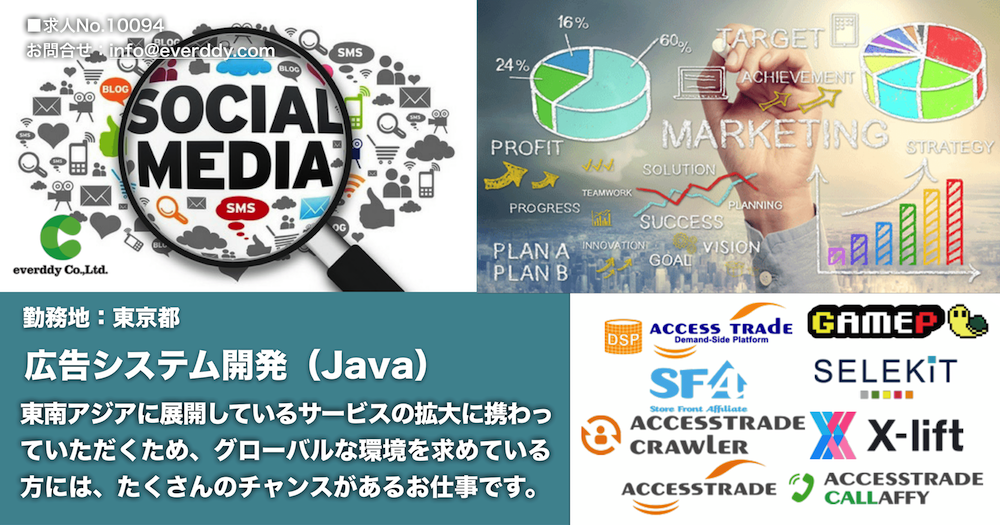 ■求人No.10094
お問合せ：info@everddy.com
SMS
BLOG
BLOG
BLOG
SMS
SOCIAL
MEDIA
SMS
SMS
BLOG
everddy Co.,Ltd.
16%
60%
24%
TARGET
ACHIEVEMENT
MARKETING
PROFIT
STRATEGY
SOLUTION
TEAMWORK
PLANNING
PROGRESS
SUCCESS
PLAN A
INNOVATION
VISION
PLAN B
GOAL
勤務地：東京都
広告システム開発（Java）
東南アジアに展開しているサービスの拡大に携わっ
ていただくため、グローバルな環境を求めている
方には、たくさんのチャンスがあるお仕事です。
DSP
ACCESS TRADE
Demand-Side Platform
GAMEP
SF4
Store Front Affiliate
SELEKIT
ACCESSTRADE
CRAWLER
X-lift
ACCESSTRADE
ACCESSTRADE
CALLAFFY